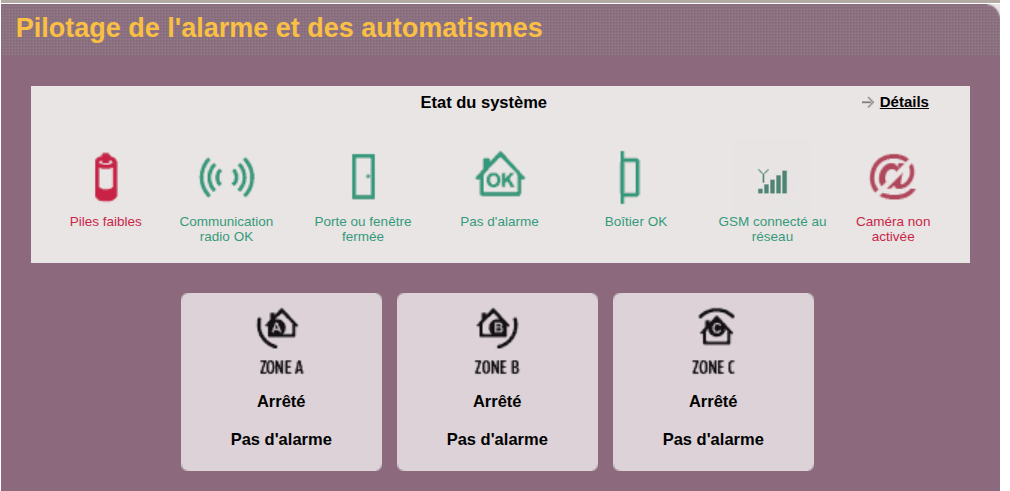 Pilotage de l'alarme et des automatismes
Etat du système
Détails
OK
Piles faibles
Communication
radio OK
Porte ou fenêtre
fermée
Pas d'alarme
Boîtier OK
GSM connecté au
réseau
Caméra non
activée
A
ZONE A
Arrêté
Pas d'alarme
B
ZONE B
Arrêté
Pas d'alarme
C
ZONE C
Arrêté
Pas d'alarme